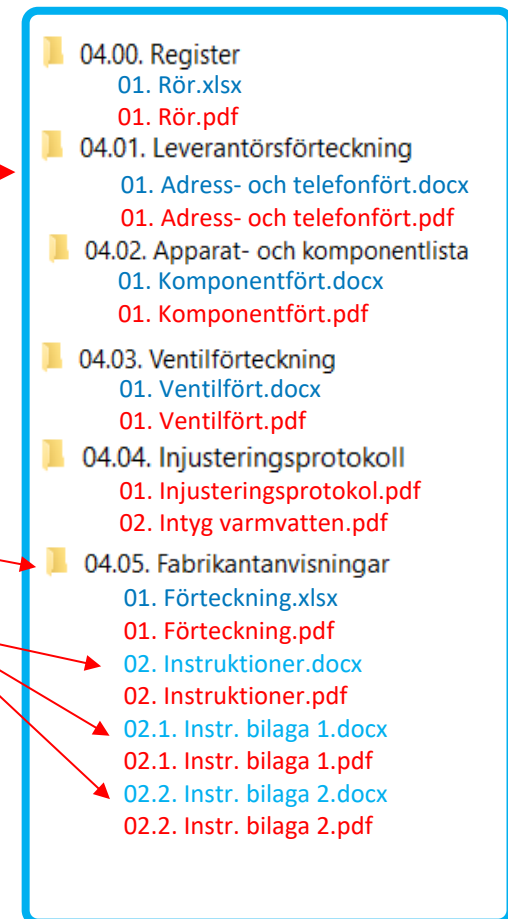 04.00. Register
01. Rör.xlsx
01. Rör.pdf
04.01. Leverantörsförteckning
01. Adress- och telefonfört.docx
01. Adress- och telefonfört.pdf
04.02. Apparat- och komponentlista
01. Komponentfört.docx
01. Komponentfört.pdf
04.03. Ventilförteckning
01. Ventilfört.docx
01. Ventilfört.pdf
04.04. Injusteringsprotokoll
01. Injusteringsprotokol.pdf
02. Intyg varmvatten.pdf
04.05. Fabrikantanvisningar
01. Förteckning.xlsx
01. Förteckning.pdf
02. Instruktioner.docx
02. Instruktioner.pdf
02.1. Instr. bilaga 1.docx
02.1. Instr. bilaga 1.pdf
02.2. Instr. bilaga 2.docx
02.2. Instr. bilaga 2.pdf